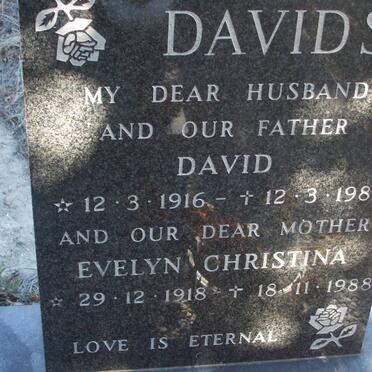 DAVIDS
MY DEAR HUSBAND
AND OUR FATHER
DAVID
☆ 12·3·1916 - ✝ 12·3·198
AND OUR DEAR MOTHER
EVELYN CHRISTINA
☆ 29·12·1918 - ✝ 18·11·1988
LOVE IS ETERNAL